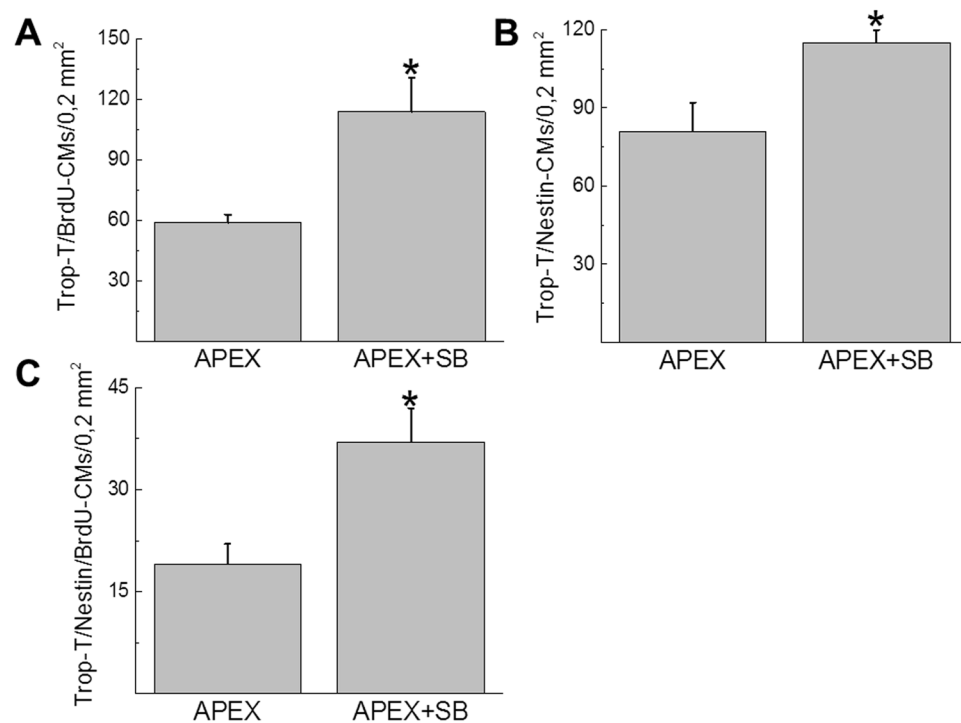 A
Trop-T/BrdU-CMs/0,2 mm²
150
120
90
60
30
*
APEX
APEX+SB
B
Trop-T/Nestin-CMs/0,2 mm²
120
90
60
30
*
APEX
APEX+SB
C
Trop-T/Nestin/BrdU-CMs/0,2 mm²
45
30
15
*
APEX
APEX+SB